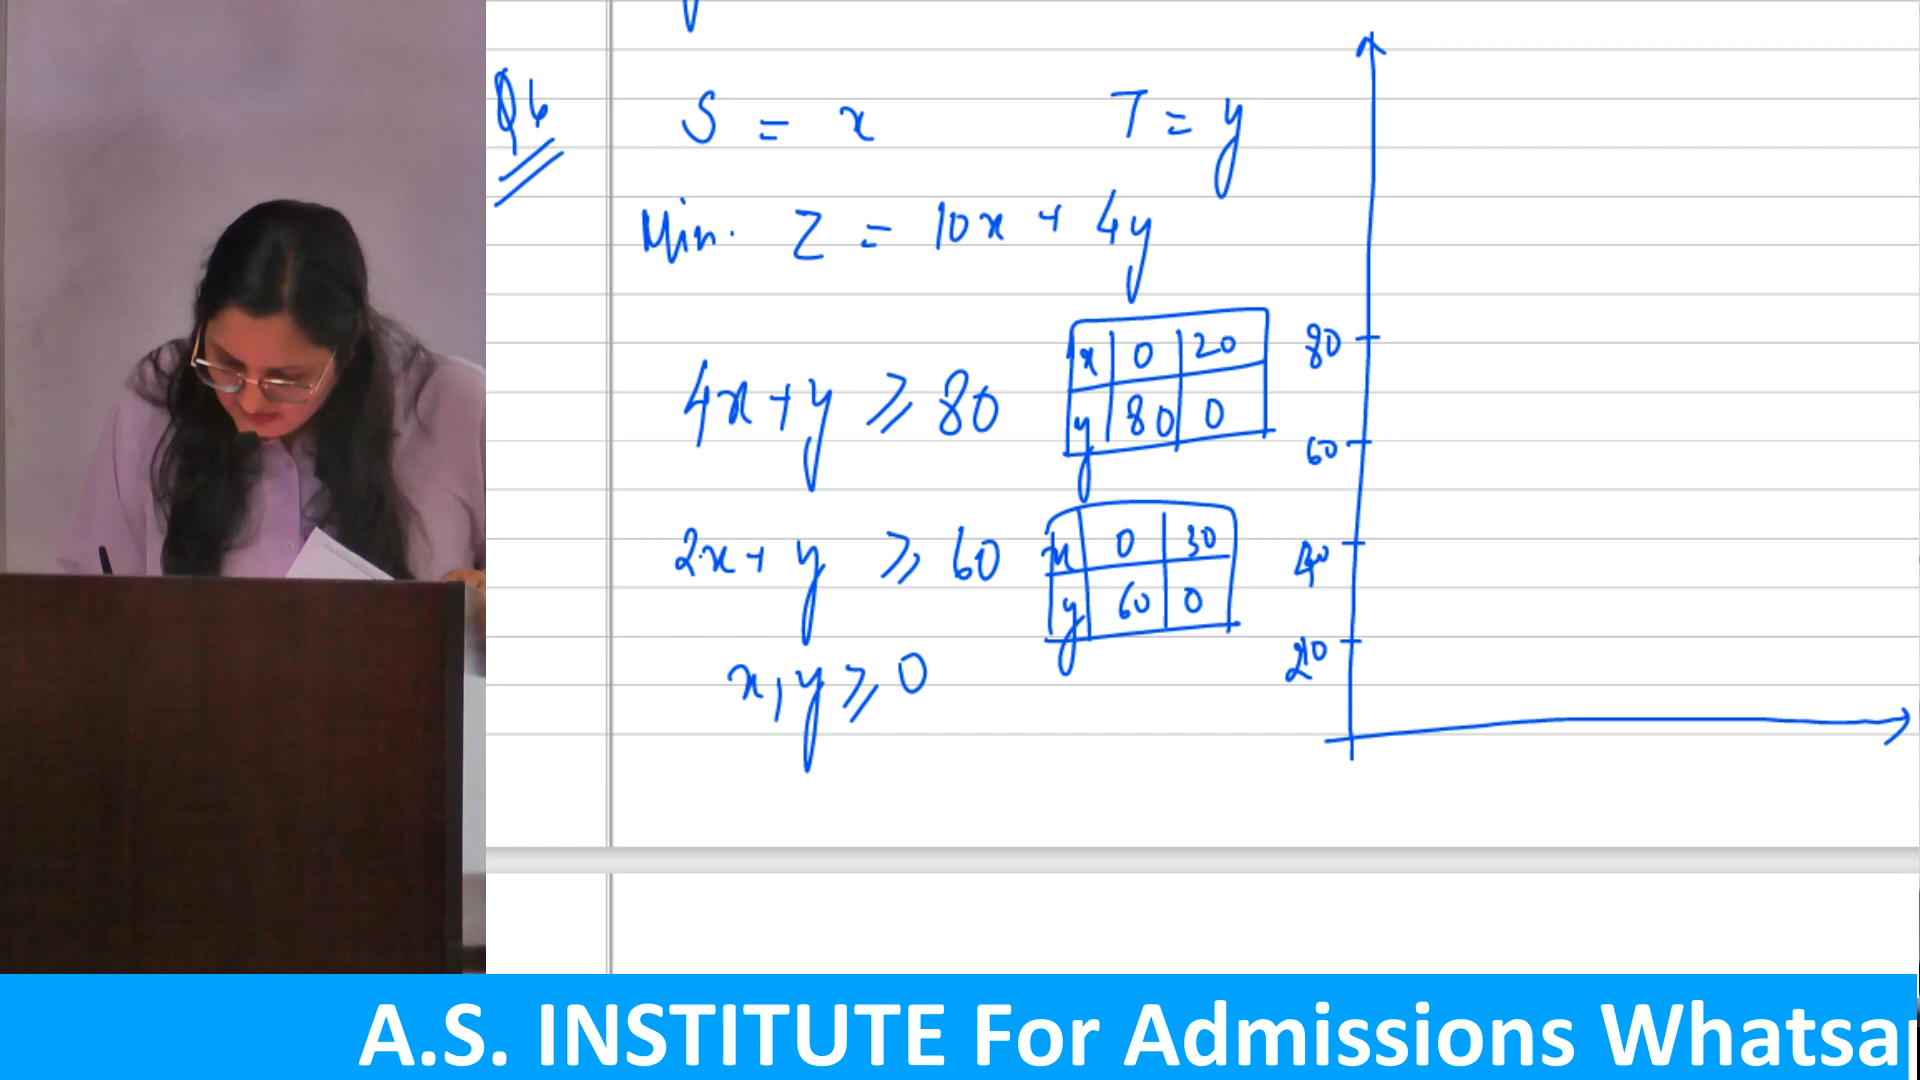 Q6
S = x T = y
Min. Z = 10x + 4y
4x + y ⩾ 80
x 0 20
y 80 0
2x + y ⩾ 60
x 0 30
y 60 0
x, y ⩾ 0
80
60
40
20
A.S. INSTITUTE For Admissions Whatsa